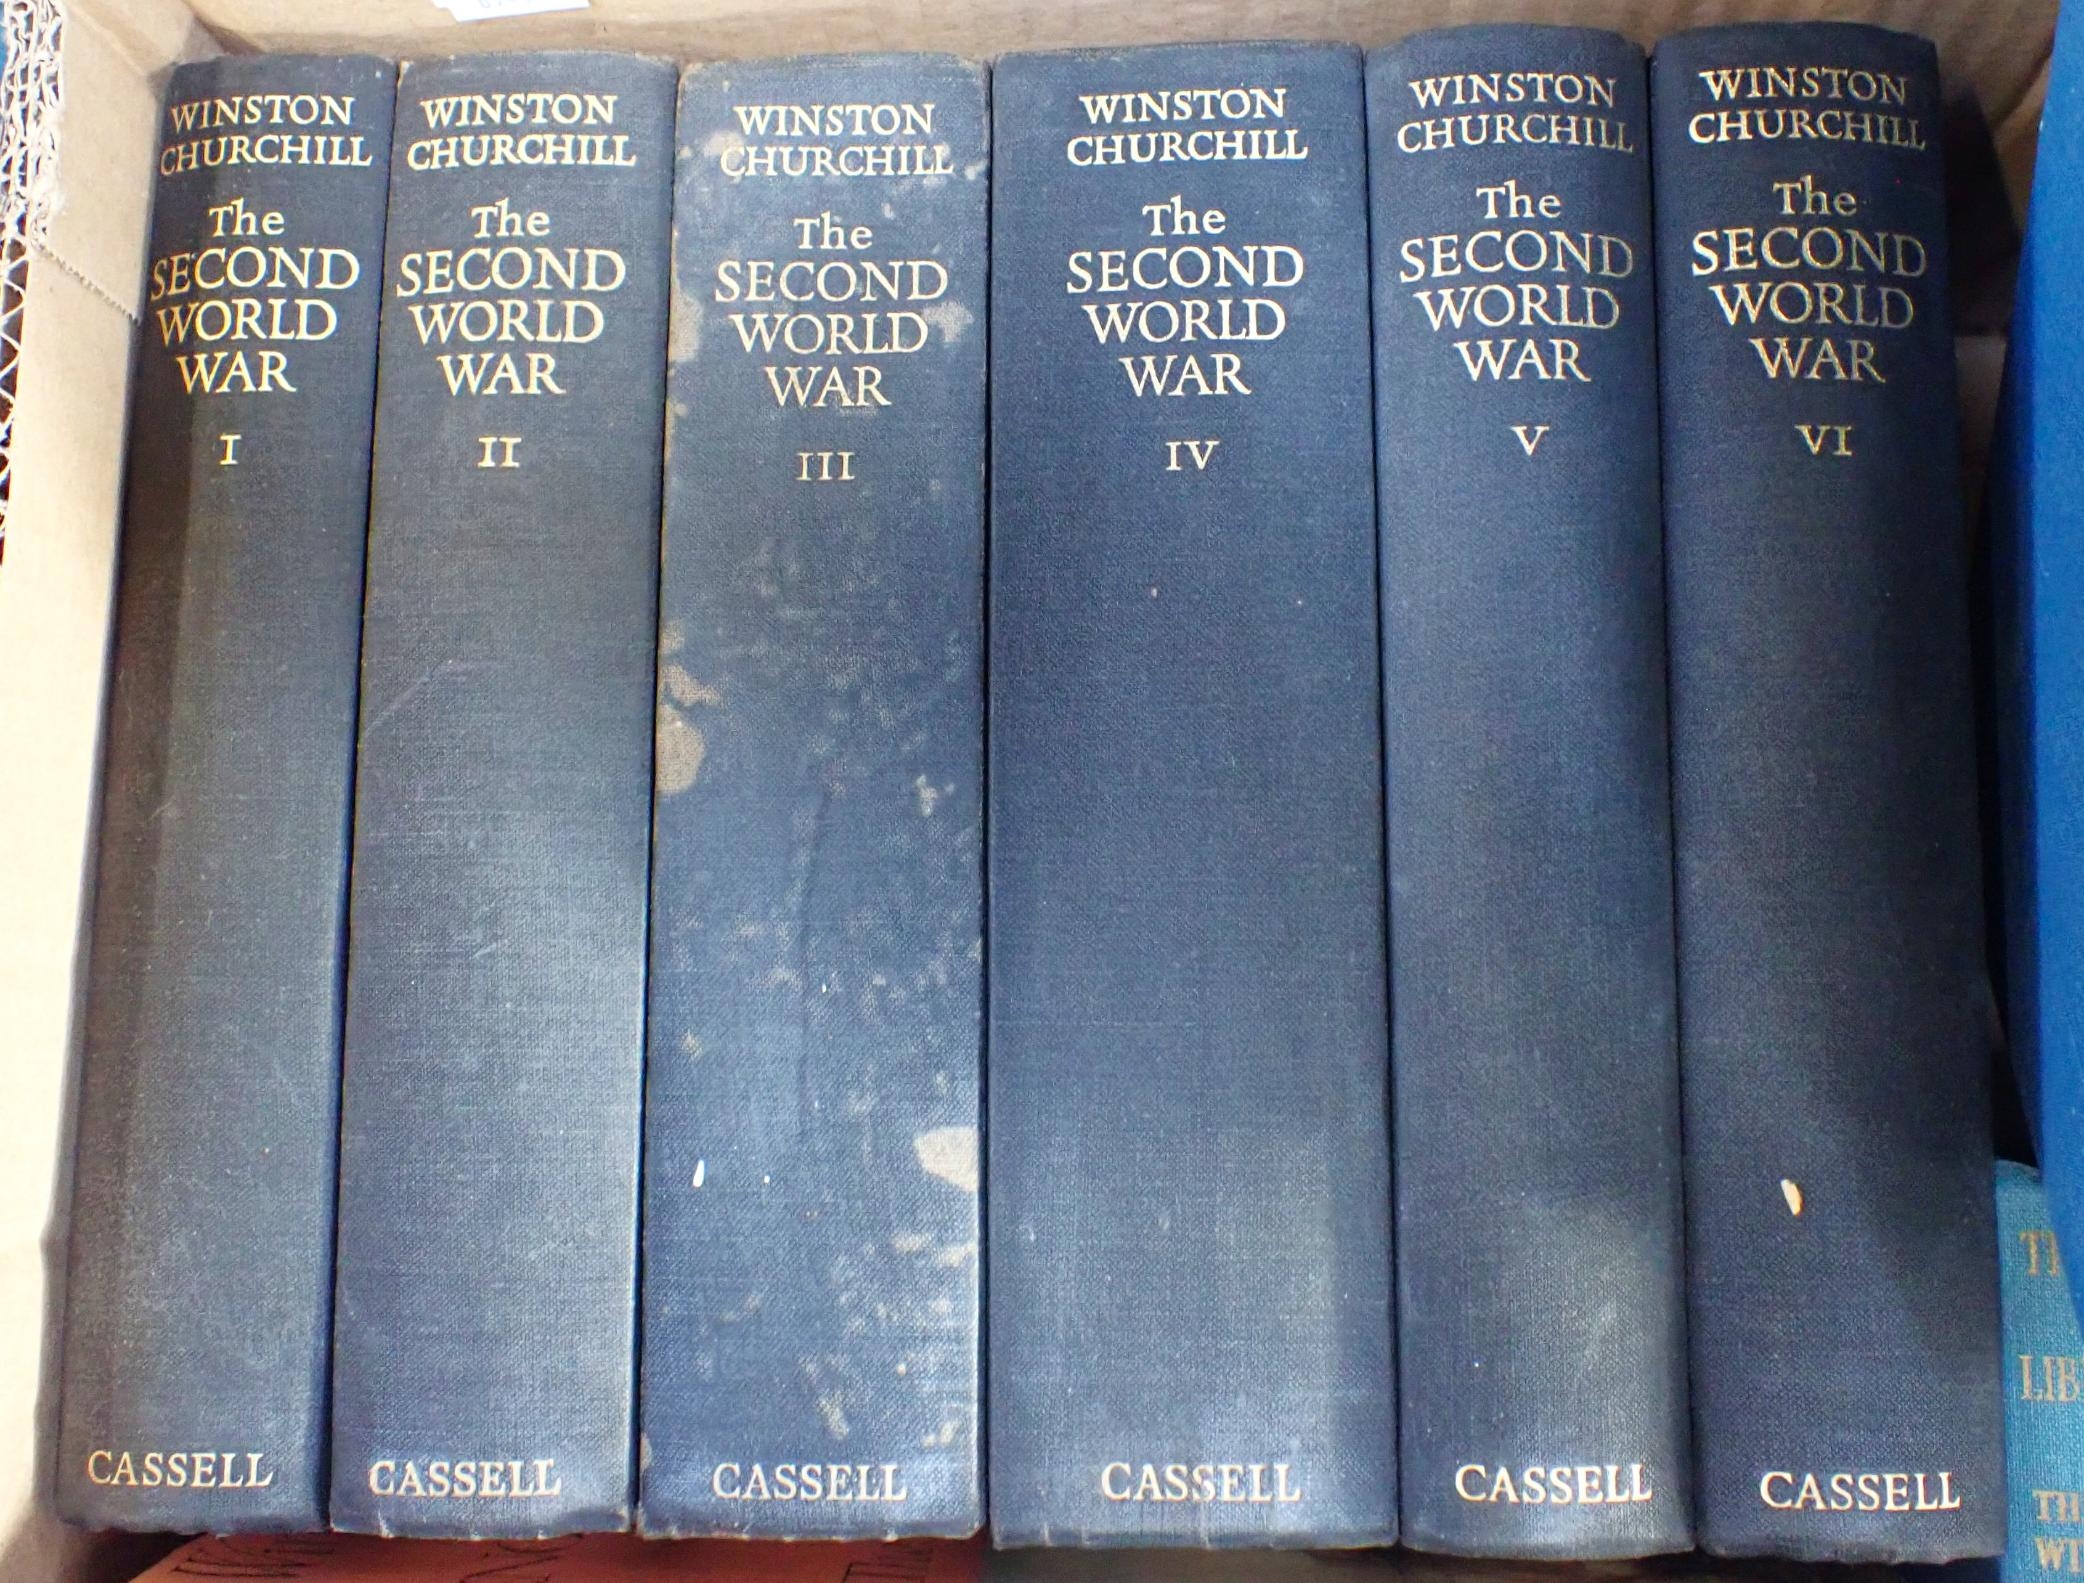 WINSTON
CHURCHILL
The
SECOND
WORLD
WAR
I
CASSELL
WINSTON
CHURCHILL
The
SECOND
WORLD
WAR
II
CASSELL
WINSTON
CHURCHILL
The
SECOND
WORLD
WAR
III
CASSELL
WINSTON
CHURCHILL
The
SECOND
WORLD
WAR
IV
CASSELL
WINSTON
CHURCHILL
The
SECOND
WORLD
WAR
V
CASSELL
WINSTON
CHURCHILL
The
SECOND
WORLD
WAR
VI
CASSELL